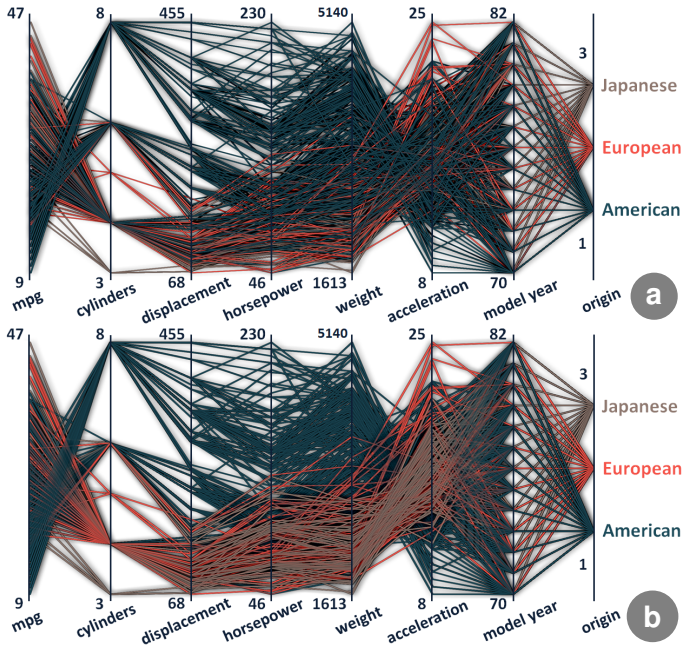 47 8 455 230 5140 25 82
3
Japanese
European
American
1
9 3 68 46 1613 8 70
mpg cylinders displacement horsepower weight acceleration model year origin
a
47 8 455 230 5140 25 82
3
Japanese
European
American
1
9 3 68 46 1613 8 70
mpg cylinders displacement horsepower weight acceleration model year origin
b